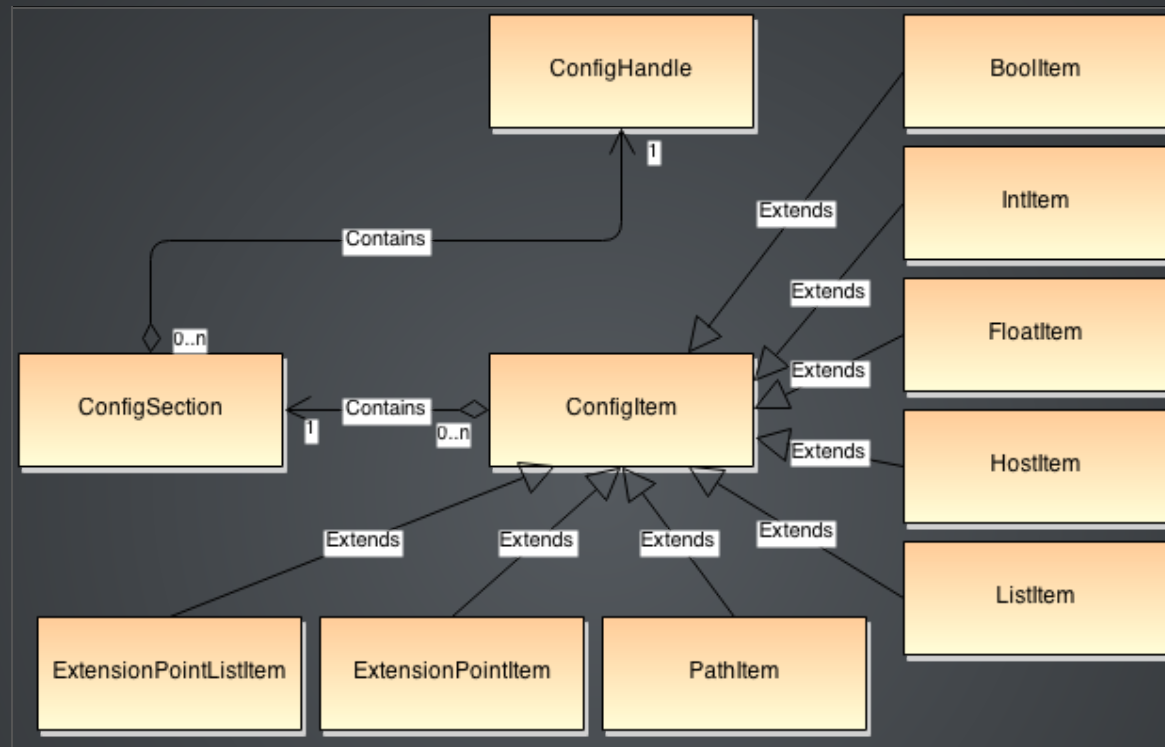 ConfigHandle
BoolItem
1
IntItem
Extends
Contains
Extends
FloatItem
0..n
Extends
ConfigSection
Contains
ConfigItem
1
0..n
Extends
HostItem
Extends
Extends
Extends
Extends
ListItem
ExtensionPointListItem
ExtensionPointItem
PathItem